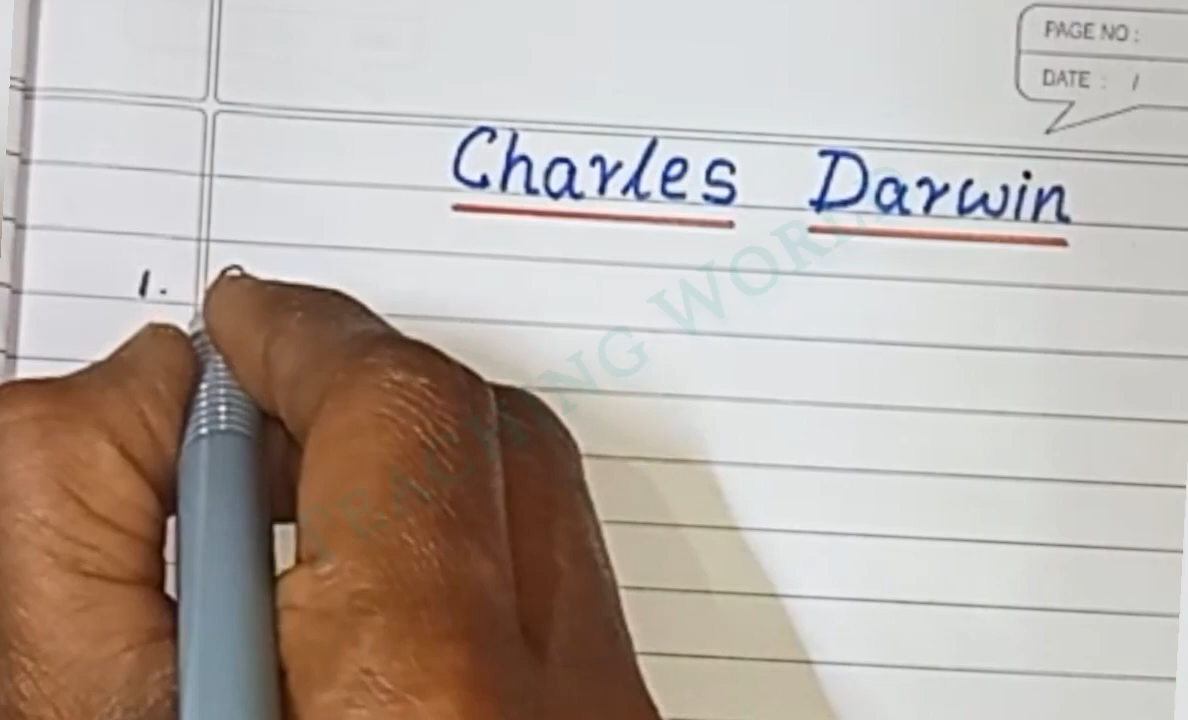 PAGE NO :
DATE : /
Charles Darwin
1.